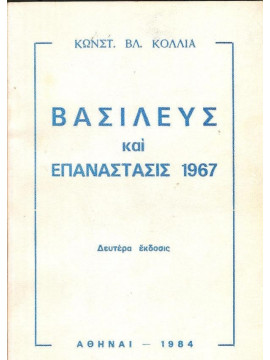 ΚΩΝΣΤ. ΒΛ. ΚΟΛΛΙΑ
ΒΑΣΙΛΕΥΣ
καί
ΕΠΑΝΑΣΤΑΣΙΣ 1967
Δευτέρα έκδοσις
ΑΘΗΝΑΙ – 1984